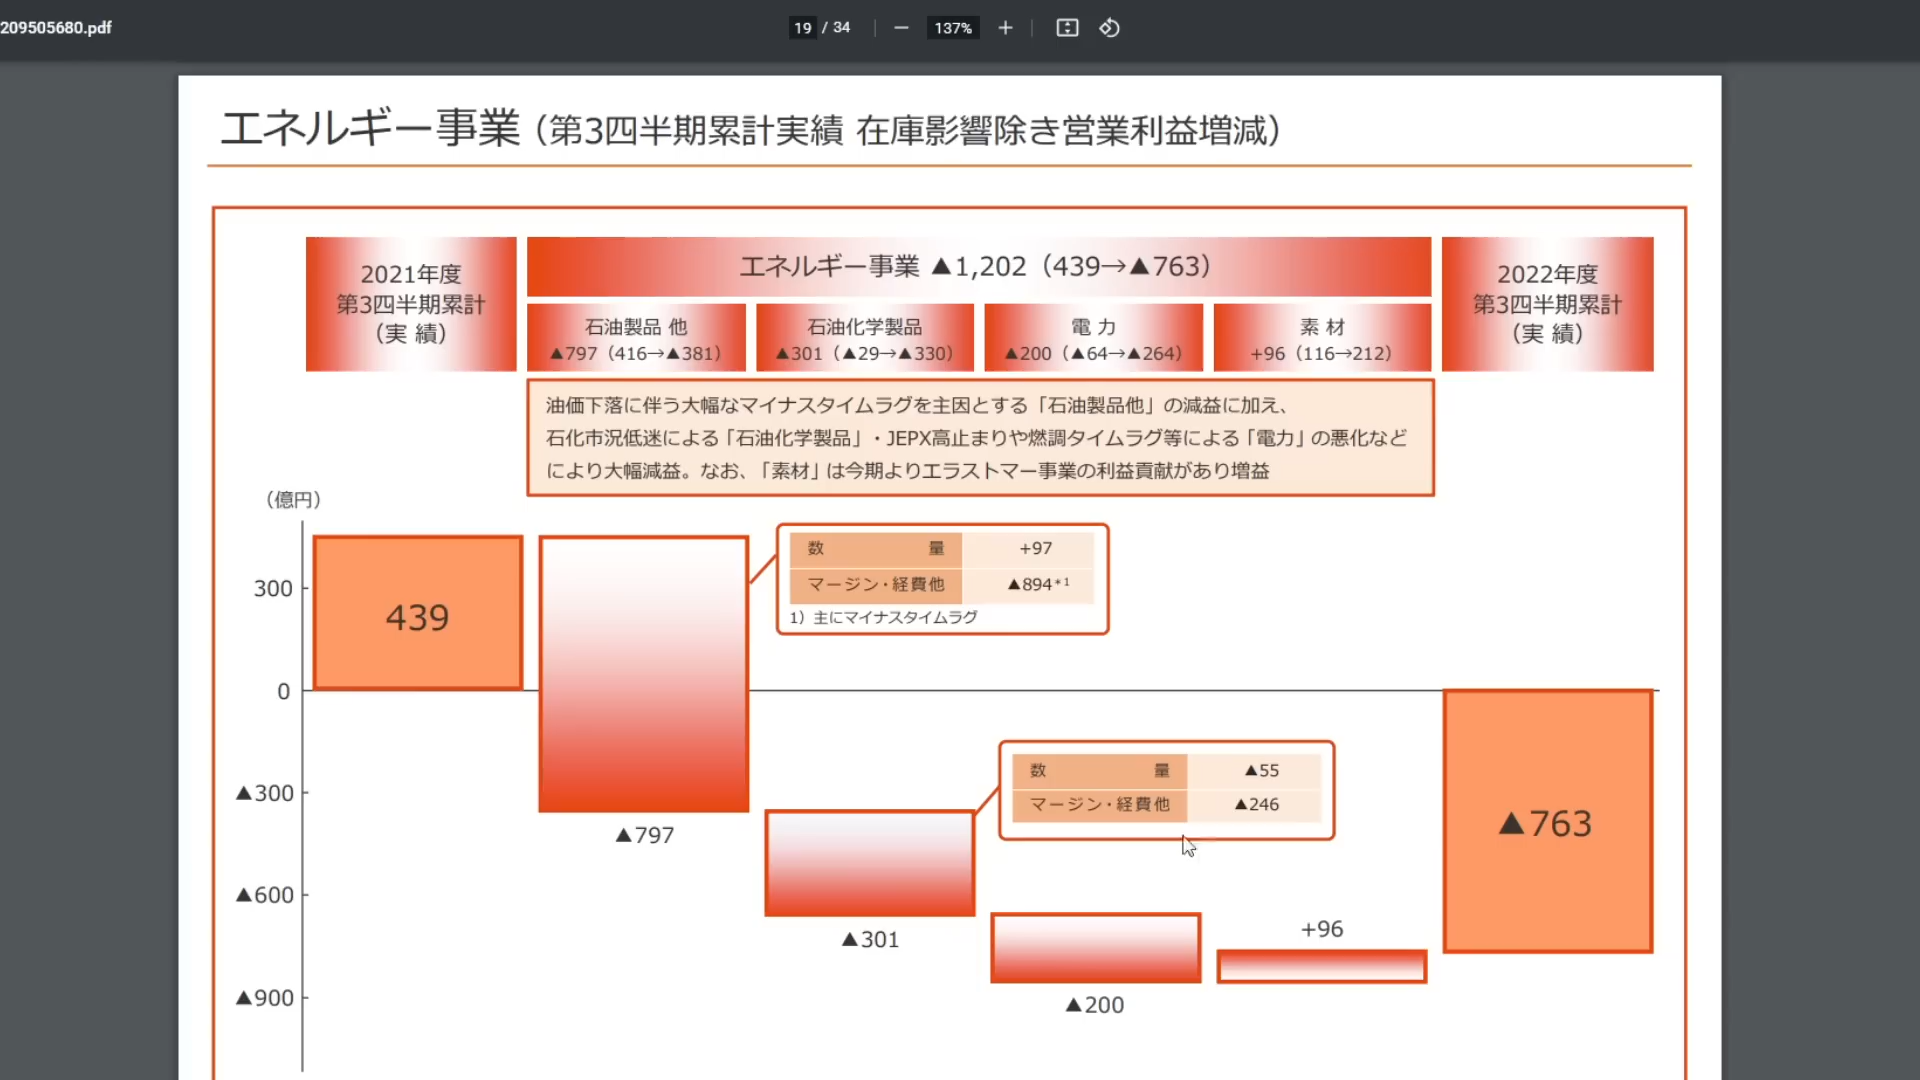 209505680.pdf
19 / 34
137%
エネルギー事業（第3四半期累計実績 在庫影響除き営業利益増減）
2021年度
第3四半期累計
（実 績）
エネルギー事業 ▲1,202（439→▲763）
石油製品 他
▲797（416→▲381）
石油化学製品
▲301（▲29→▲330）
電 力
▲200（▲64→▲264）
素 材
+96（116→212）
2022年度
第3四半期累計
（実 績）
油価下落に伴う大幅なマイナスタイムラグを主因とする「石油製品他」の減益に加え、
石化市況低迷による「石油化学製品」・JEPX高止まりや燃調タイムラグ等による「電力」の悪化など
により大幅減益。なお、「素材」は今期よりエラストマー事業の利益貢献があり増益
（億円）
300
0
▲300
▲600
▲900
439
▲797
数 量 +97
マージン・経費他 ▲894*1
1）主にマイナスタイムラグ
▲301
数 量 ▲55
マージン・経費他 ▲246
▲200
+96
▲763